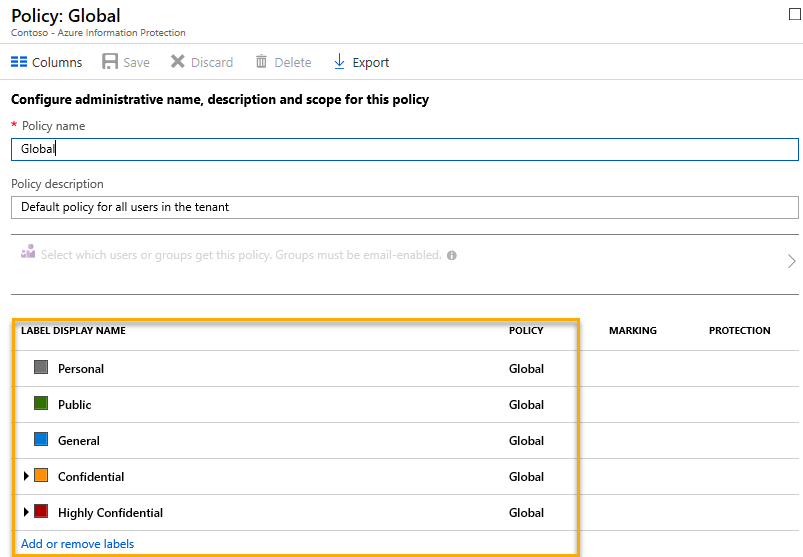 Policy: Global
Contoso - Azure Information Protection
Columns Save Discard Delete Export
Configure administrative name, description and scope for this policy
* Policy name
Global
Policy description
Default policy for all users in the tenant
Select which users or groups get this policy. Groups must be email-enabled.
LABEL DISPLAY NAME POLICY MARKING PROTECTION
Personal Global
Public Global
General Global
Confidential Global
Highly Confidential Global
Add or remove labels